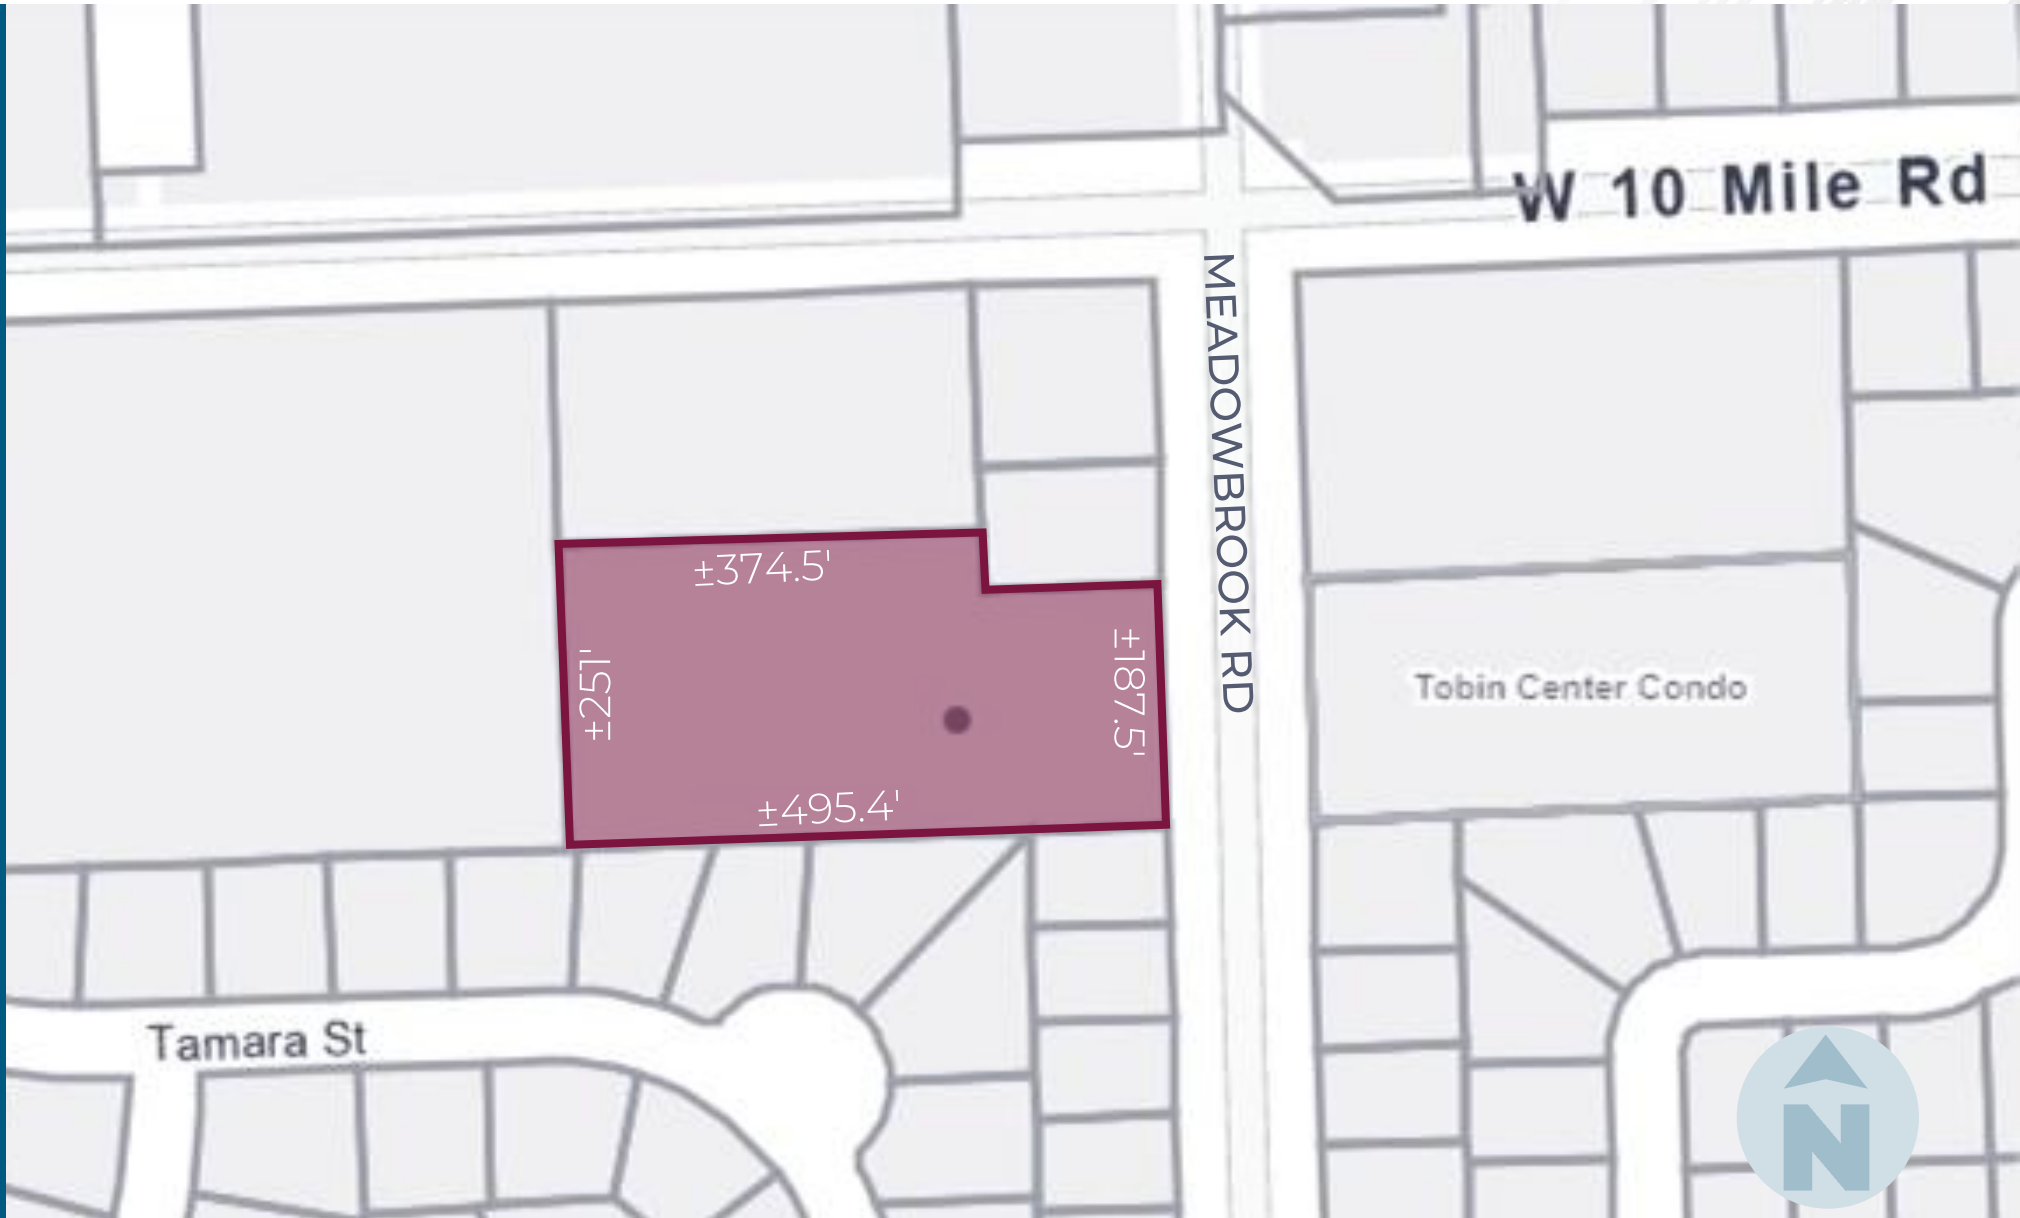 W 10 Mile Rd
MEADOWBROOK RD
±374.5'
±251'
±187.5'
Tobin Center Condo
±495.4'
Tamara St
N